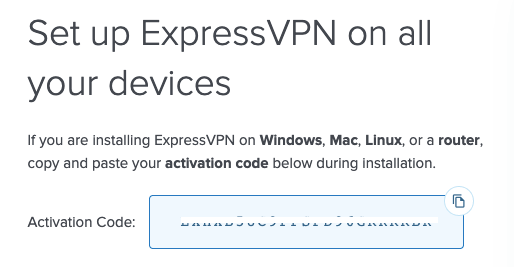 Set up ExpressVPN on all
your devices
If you are installing ExpressVPN on Windows, Mac, Linux, or a router,
copy and paste your activation code below during installation.
Activation Code: